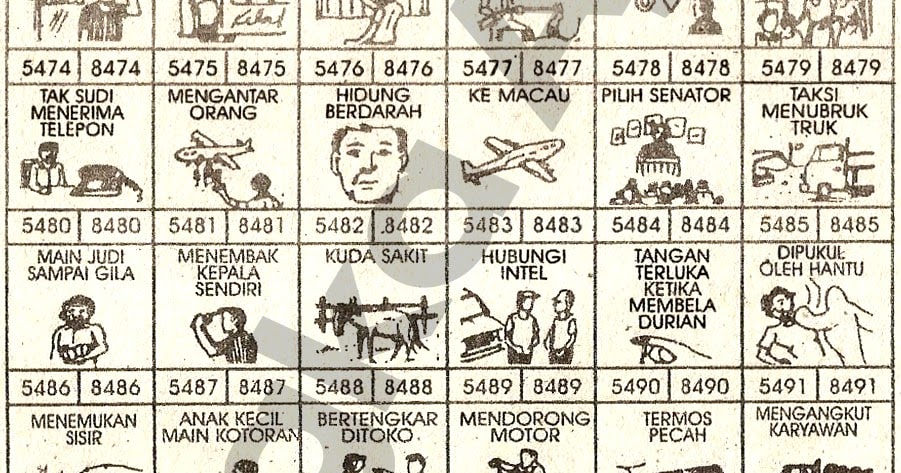 Kibal
5474 8474 5475 8475 5476 8476 5477 8477 5478 8478 5479 8479
TAK SUDI
MENERIMA
TELEPON
MENGANTAR
ORANG
HIDUNG
BERDARAH
KE MACAU
PILIH SENATOR
TAKSI
MENUBRUK
TRUK
5480 8480 5481 8481 5482 8482 5483 8483 5484 8484 5485 8485
MAIN JUDI
SAMPAI GILA
MENEMBAK
KEPALA
SENDIRI
KUDA SAKIT
HUBUNGI
INTEL
TANGAN
TERLUKA
KETIKA
MEMBELA
DURIAN
DIPUKUL
OLEH HANTU
5486 8486 5487 8487 5488 8488 5489 8489 5490 8490 5491 8491
MENEMUKAN
SISIR
ANAK KECIL
MAIN KOTORAN
BERTENGKAR
DITOKO
MENDORONG
MOTOR
TERMOS
PECAH
MENGANGKUT
KARYAWAN